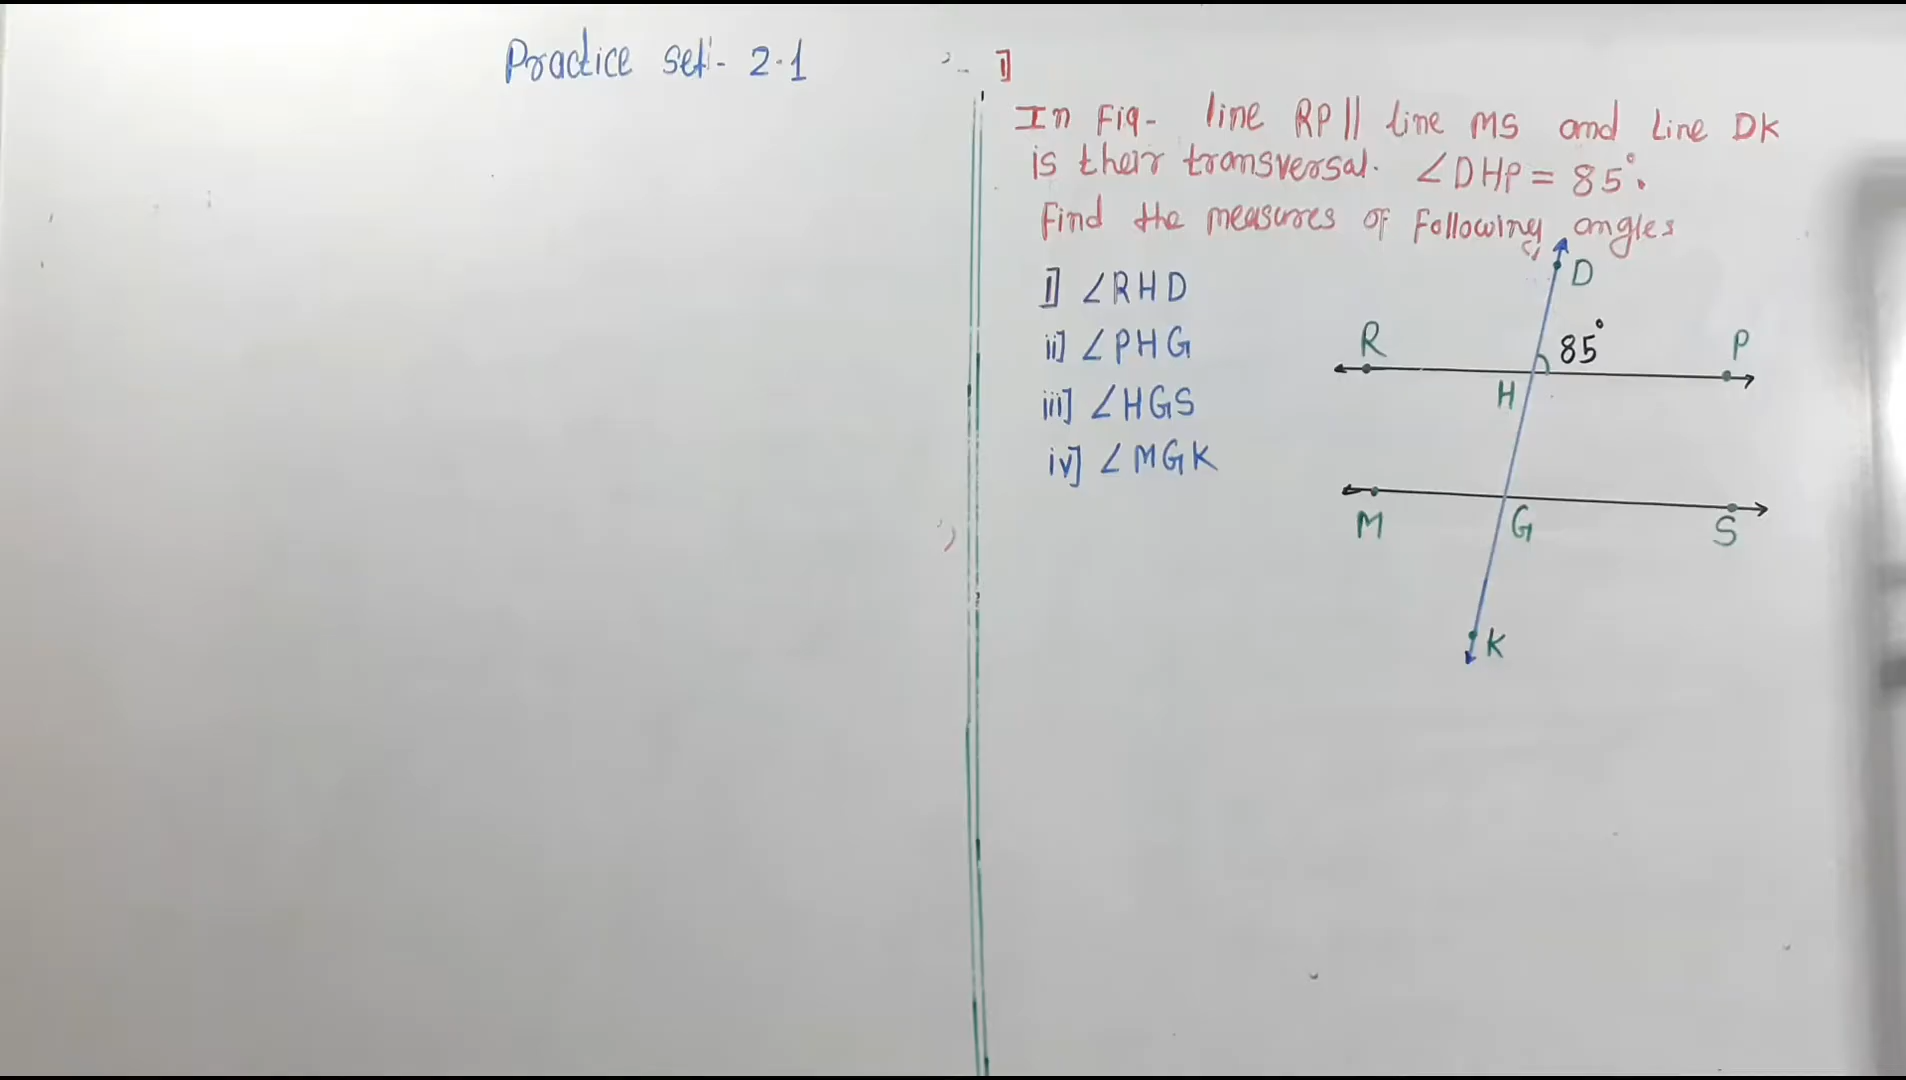 Practice set- 2.1
1]
In Fig- line RP || line MS and Line DK
is their transversal. ∠DHP = 85°.
Find the measures of Following angles
i] ∠RHD
ii] ∠PHG
iii] ∠HGS
iv] ∠MGK
D
R
85°
P
H
M
G
S
K